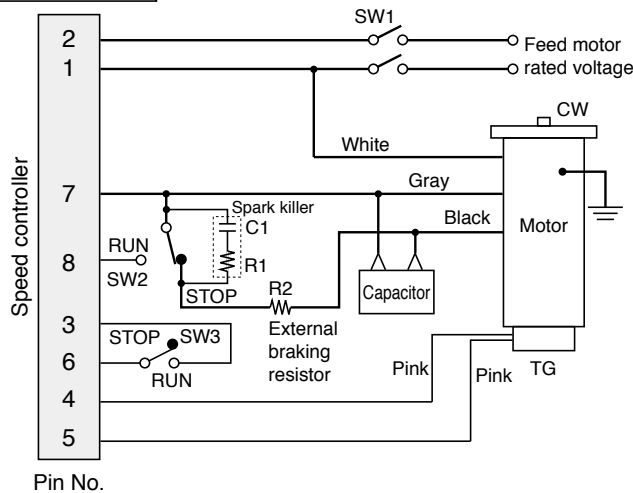 SW1
2
Feed motor
1
rated voltage
CW
White
Speed controller
7
Gray
Spark killer
C1
Black
Motor
RUN
8
R1
SW2
STOP
R2
Capacitor
External
braking
resistor
3
STOP
SW3
6
RUN
Pink
Pink
TG
4
5
Pin No.